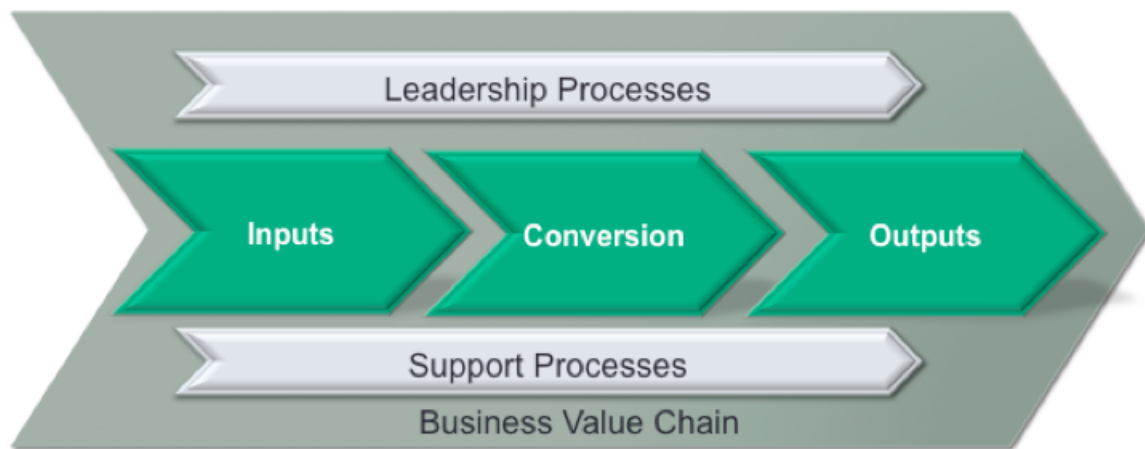 Leadership Processes
Inputs
Conversion
Outputs
Support Processes
Business Value Chain